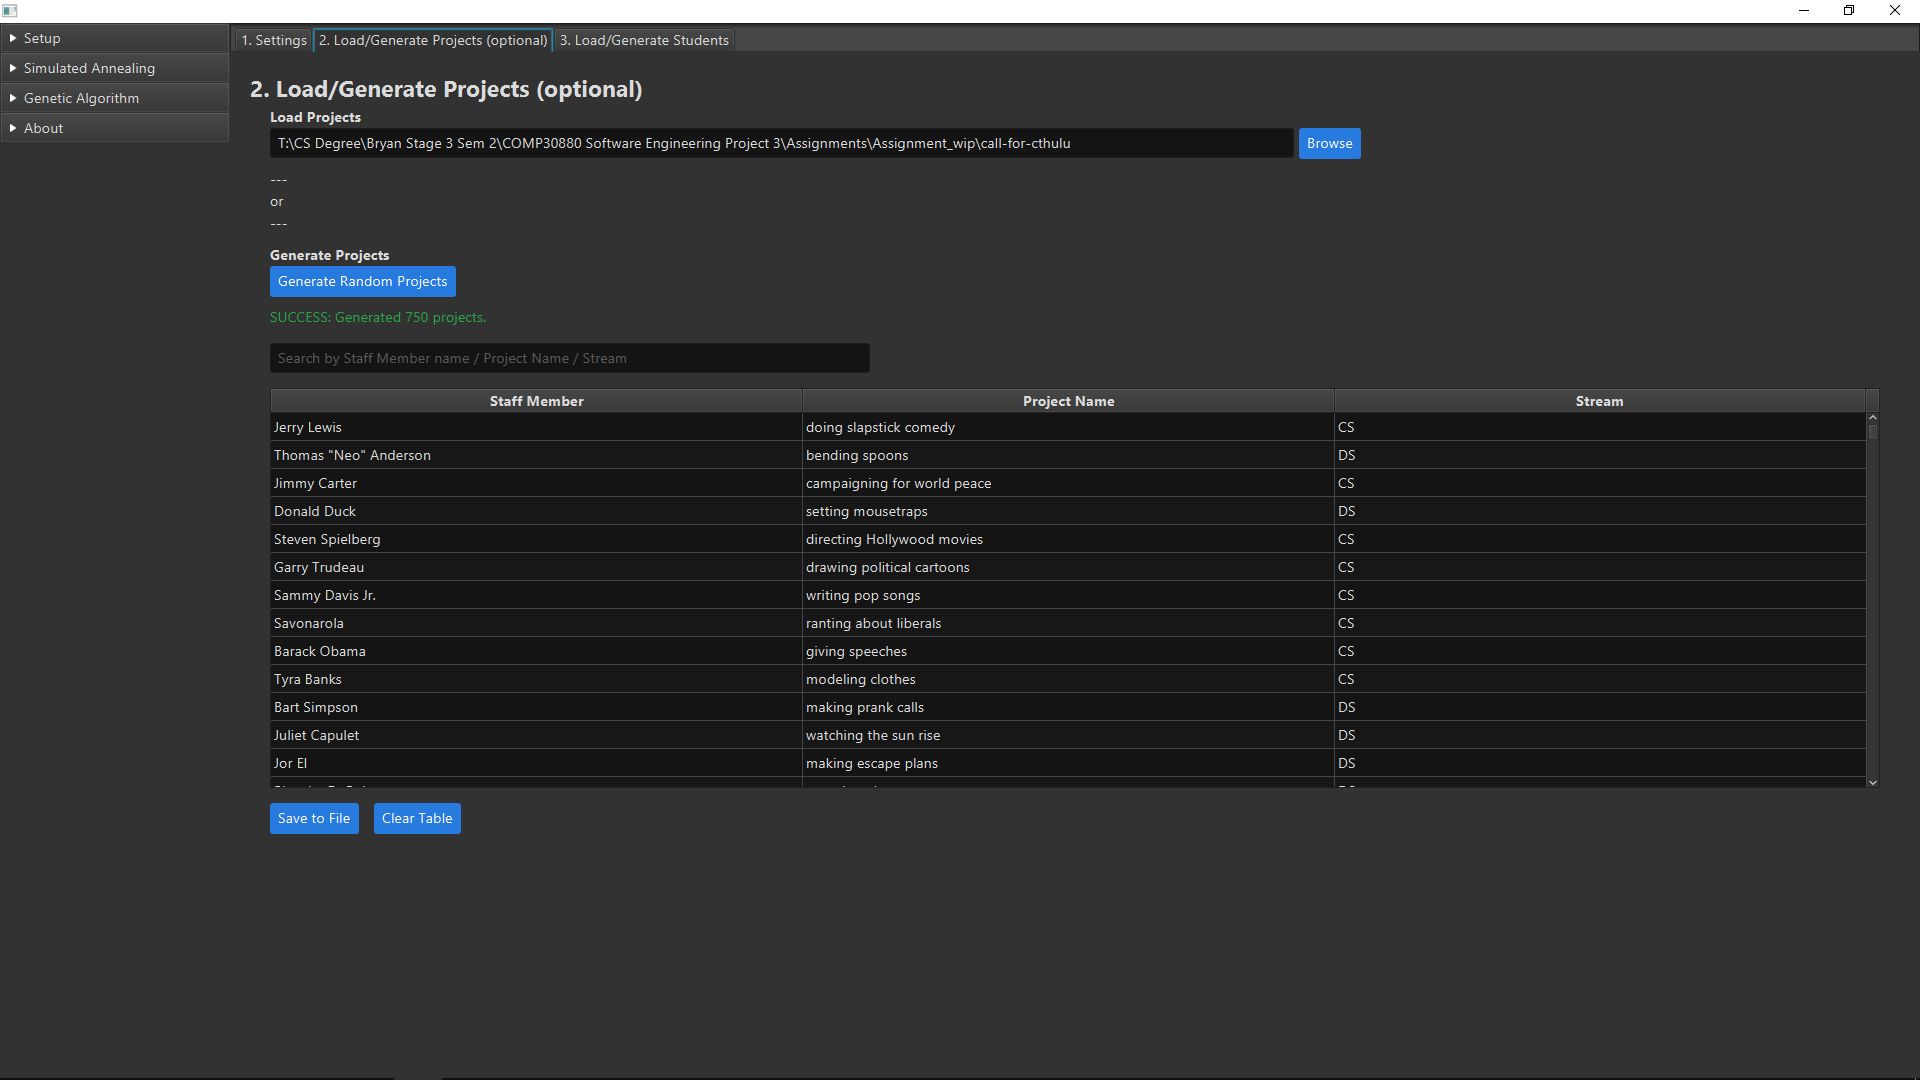 Setup
Simulated Annealing
Genetic Algorithm
About
1. Settings 2. Load/Generate Projects (optional) 3. Load/Generate Students
2. Load/Generate Projects (optional)
Load Projects
T:\CS Degree\Bryan Stage 3 Sem 2\COMP30880 Software Engineering Project 3\Assignments\Assignment_wip\call-for-cthulu Browse
---
or
---
Generate Projects
Generate Random Projects
SUCCESS: Generated 750 projects.
Search by Staff Member name / Project Name / Stream
Staff Member Project Name Stream
Jerry Lewis doing slapstick comedy CS
Thomas "Neo" Anderson bending spoons DS
Jimmy Carter campaigning for world peace CS
Donald Duck setting mousetraps DS
Steven Spielberg directing Hollywood movies CS
Garry Trudeau drawing political cartoons CS
Sammy Davis Jr. writing pop songs CS
Savonarola ranting about liberals CS
Barack Obama giving speeches CS
Tyra Banks modeling clothes CS
Bart Simpson making prank calls DS
Juliet Capulet watching the sun rise DS
Jor El making escape plans DS
Save to File Clear Table